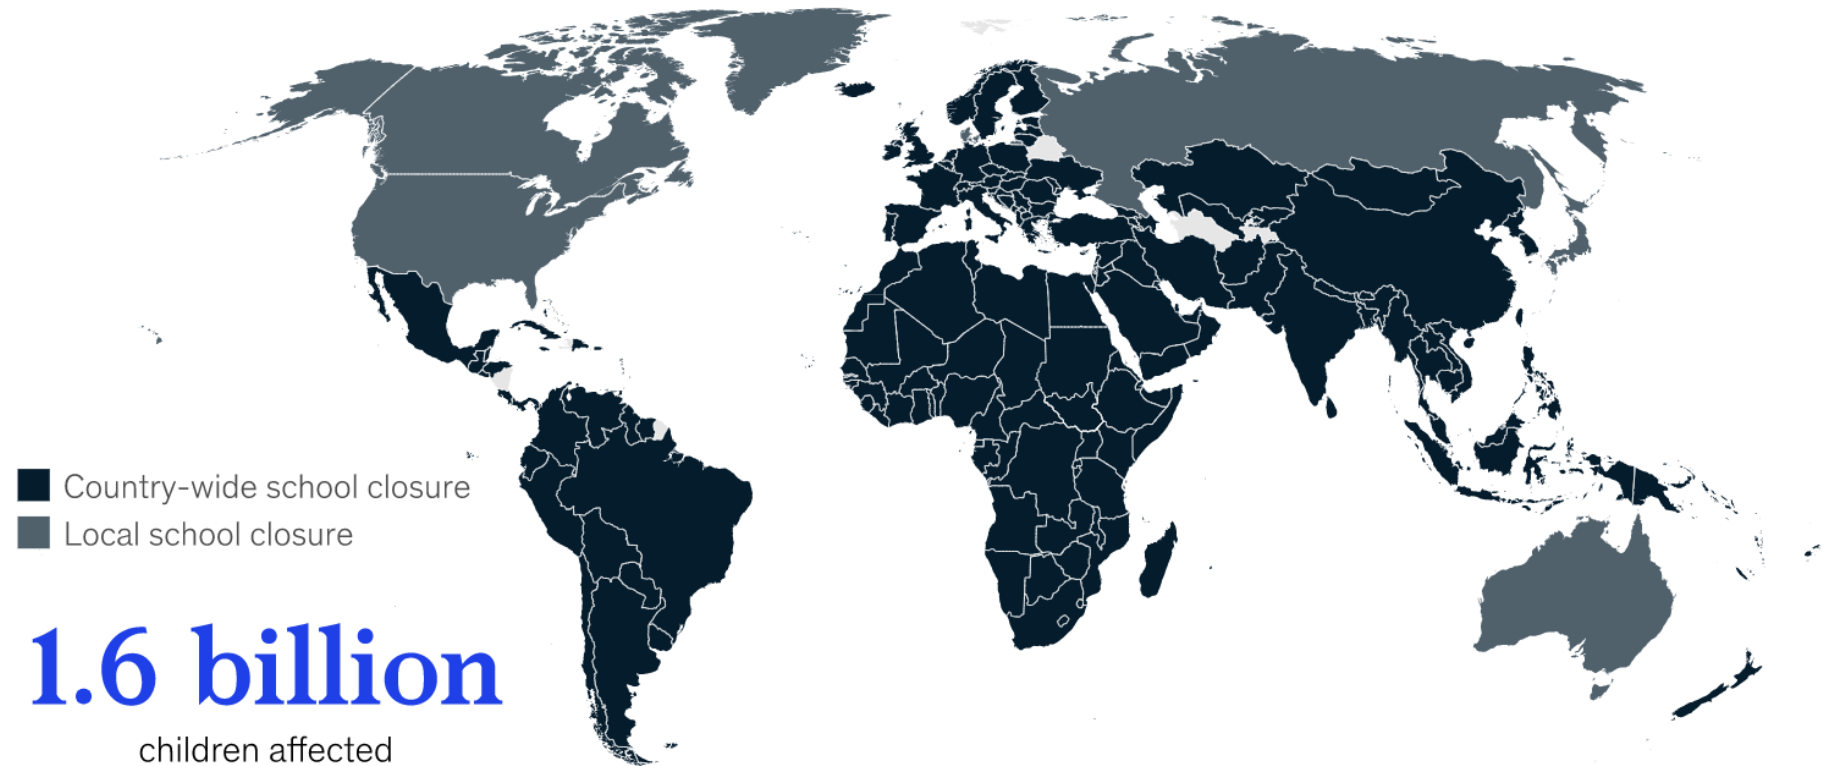 Country-wide school closure
Local school closure
1.6 billion
children affected